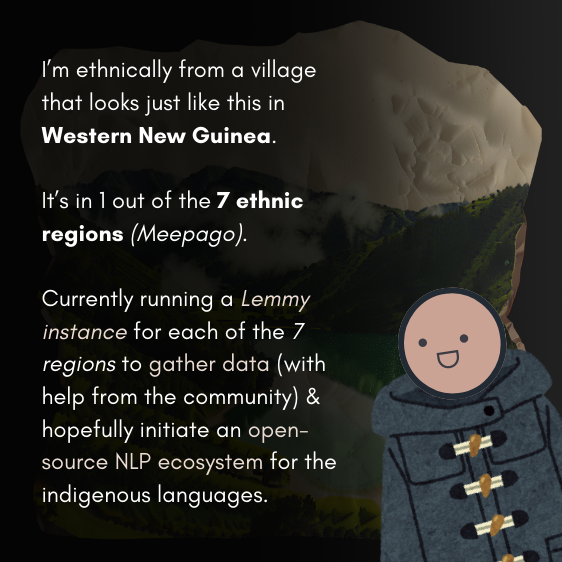 I'm ethnically from a village
that looks just like this in
Western New Guinea.
It's in 1 out of the 7 ethnic
regions (Meepago).
Currently running a Lemmy
instance for each of the 7
regions to gather data (with
help from the community) &
hopefully initiate an open-
source NLP ecosystem for the
indigenous languages.